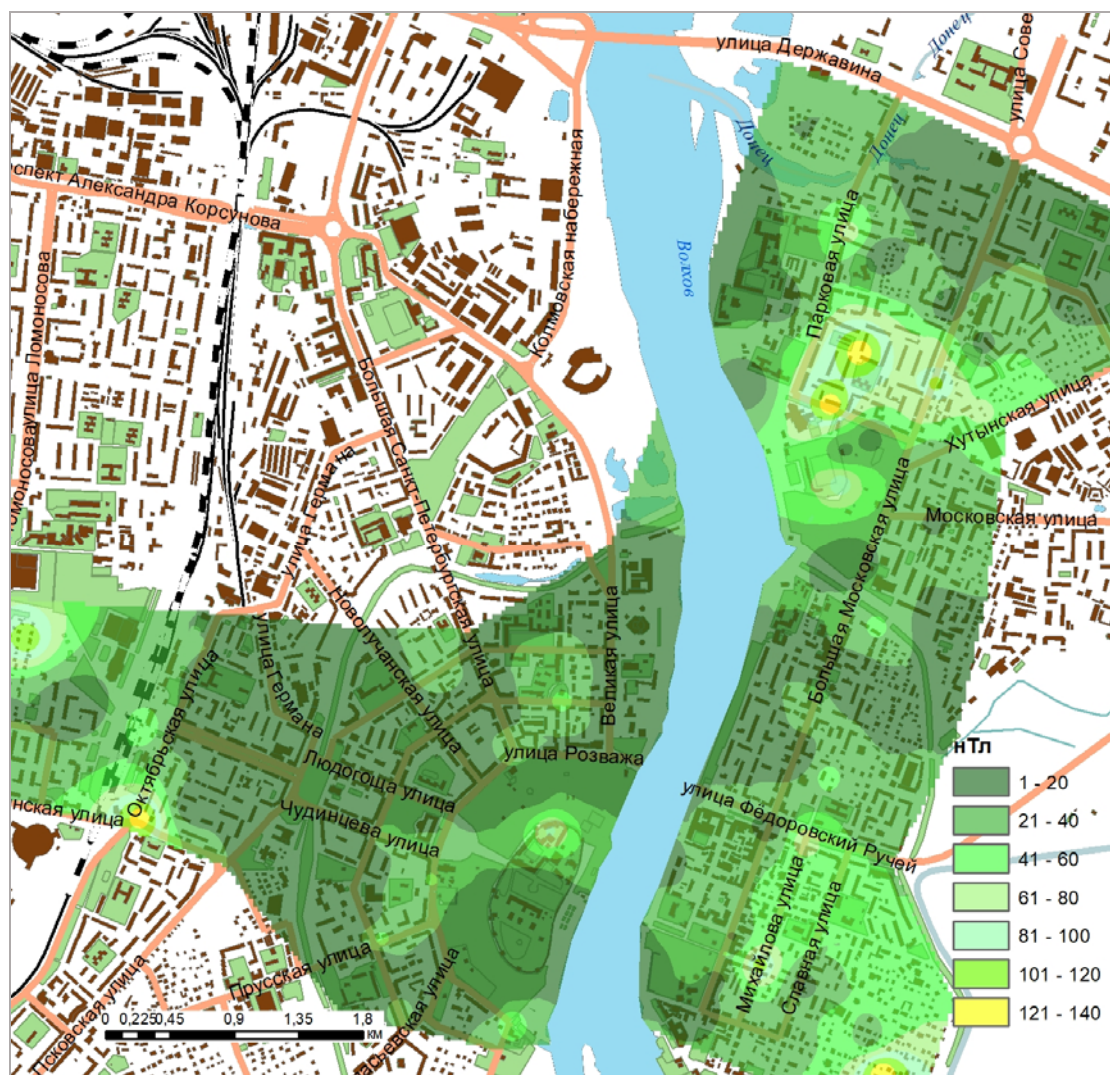 улица Державина
Донец
улица Сове
Донец
Донец
спект Александра Корсунова
Колмовская набережная
Волхов
Парковая улица
улица Ломоносова
омоносова
Большая Санкт-Петербургская улица
Хутынская улица
улица Германа
Московская улица
Большая Московская улица
Новолучанская улица
Великая улица
улица Германа
Октябрьская улица
улица Розважа
Людогоща улица
нская улица
Чудинцева улица
улица Фёдоровский Ручей
Михайлова улица
Славная улица
Прусская улица
Псковская улица
сьевская улица
0 0,225 0,45 0,9 1,35 1,8
КМ
нТл
1 - 20
21 - 40
41 - 60
61 - 80
81 - 100
101 - 120
121 - 140